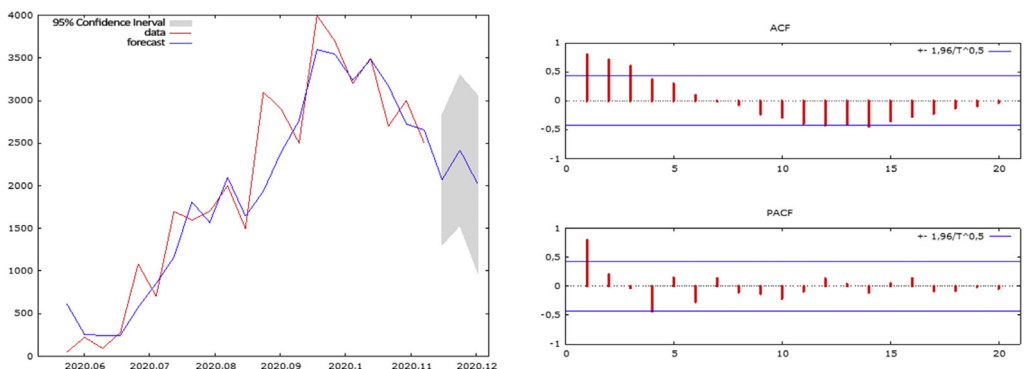 95% Confidence Inerval
data
forecast
4000
3500
3000
2500
2000
1500
1000
500
0
2020.06 2020.07 2020.08 2020.09 2020.1 2020.11 2020.12
ACF
+- 1,96/T^0,5
1
0,5
0
-0,5
-1
0 5 10 15 20
PACF
+- 1,96/T^0,5
1
0,5
0
-0,5
-1
0 5 10 15 20